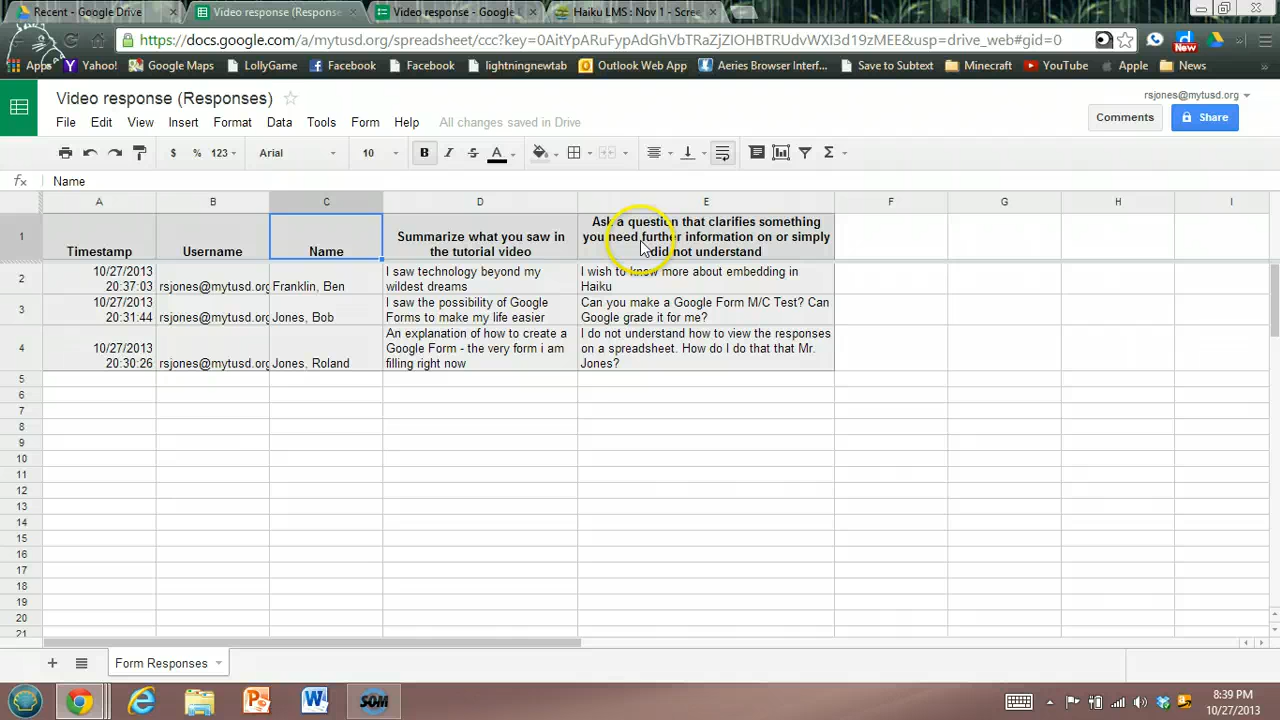 Recent - Google Drive
Video response (Respons
Video response - Google
Haiku LMS : Nov 1 - Scre
https://docs.google.com/a/mytusd.org/spreadsheet/ccc?key=0AitYpARuFypAdGhVbTRaZjZIOHBTRUdvWXI3d19zMEE&usp=drive_web#gid=0
New
Apps Yahoo! Google Maps LollyGame Facebook Facebook lightningnewtab Outlook Web App Aeries Browser Interf... Save to Subtext Minecraft YouTube Apple News
Video response (Responses)
rsjones@mytusd.org
File Edit View Insert Format Data Tools Form Help All changes saved in Drive
Comments Share
$ % 123 Arial 10 B I S A Σ
fx Name
A B C D E F G H I
1 Timestamp Username Name
Summarize what you saw in
the tutorial video
Ask a question that clarifies something
you need further information on or simply
did not understand
2 10/27/2013
20:37:03 rsjones@mytusd.org Franklin, Ben
I saw technology beyond my
wildest dreams
I wish to know more about embedding in
Haiku
3 10/27/2013
20:31:44 rsjones@mytusd.org Jones, Bob
I saw the possibility of Google
Forms to make my life easier
Can you make a Google Form M/C Test? Can
Google grade it for me?
4 10/27/2013
20:30:26 rsjones@mytusd.org Jones, Roland
An explanation of how to create a
Google Form - the very form i am
filling right now
I do not understand how to view the responses
on a spreadsheet. How do I do that that Mr.
Jones?
5
6
7
8
9
10
11
12
13
14
15
16
17
18
19
20
21
Form Responses
SOM
8:39 PM
10/27/2013